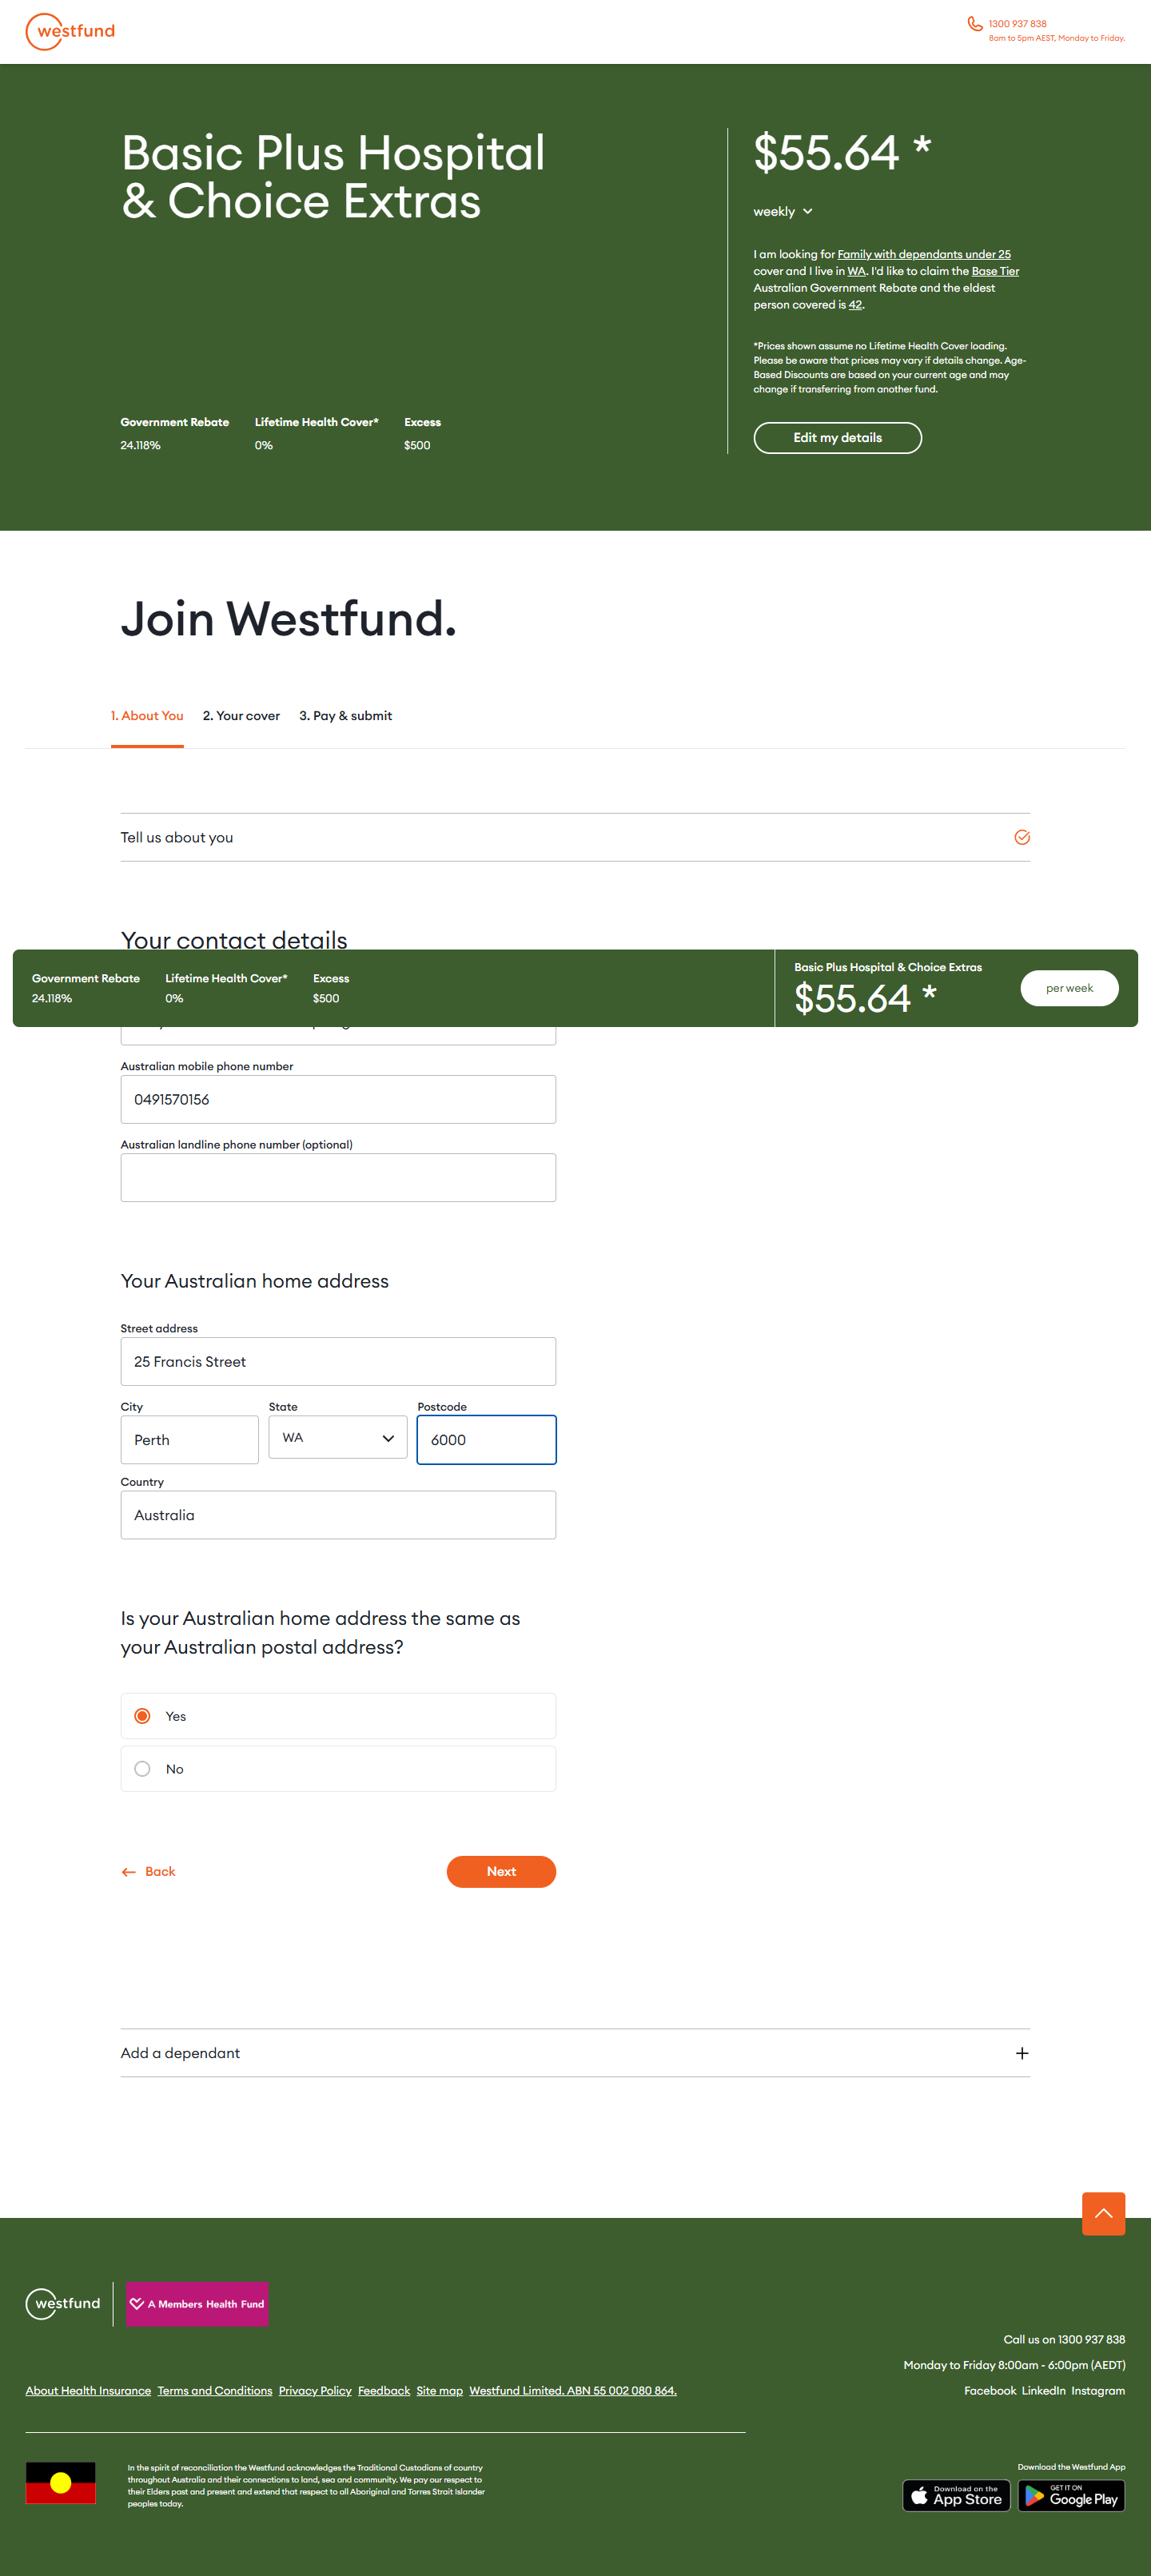 westfund
1300 937 838
8am to 5pm AEST, Monday to Friday.
Basic Plus Hospital
& Choice Extras
$55.64 *
weekly
I am looking for Family with dependants under 25
cover and I live in WA. I'd like to claim the Base Tier
Australian Government Rebate and the eldest
person covered is 42.
*Prices shown assume no Lifetime Health Cover loading.
Please be aware that prices may vary if details change. Age-
Based Discounts are based on your current age and may
change if transferring from another fund.
Government Rebate Lifetime Health Cover* Excess
24.118% 0% $500
Edit my details
Join Westfund.
1. About You 2. Your cover 3. Pay & submit
Tell us about you
Your contact details
Government Rebate Lifetime Health Cover* Excess
24.118% 0% $500
Basic Plus Hospital & Choice Extras
$55.64 *
per week
Australian mobile phone number
0491570156
Australian landline phone number (optional)
Your Australian home address
Street address
25 Francis Street
City State Postcode
Perth WA 6000
Country
Australia
Is your Australian home address the same as
your Australian postal address?
Yes
No
Back Next
Add a dependant
westfund
A Members Health Fund
Call us on 1300 937 838
Monday to Friday 8:00am - 6:00pm (AEDT)
About Health Insurance Terms and Conditions Privacy Policy Feedback Site map Westfund Limited. ABN 55 002 080 864.
Facebook LinkedIn Instagram
In the spirit of reconciliation the Westfund acknowledges the Traditional Custodians of country
throughout Australia and their connections to land, sea and community. We pay our respect to
their Elders past and present and extend that respect to all Aboriginal and Torres Strait Islander
peoples today.
Download the Westfund App
Download on the
App Store
GET IT ON
Google Play